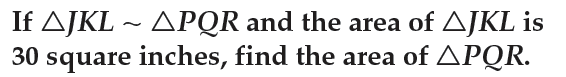 If △JKL ~ △PQR and the area of △JKL is
30 square inches, find the area of △PQR.